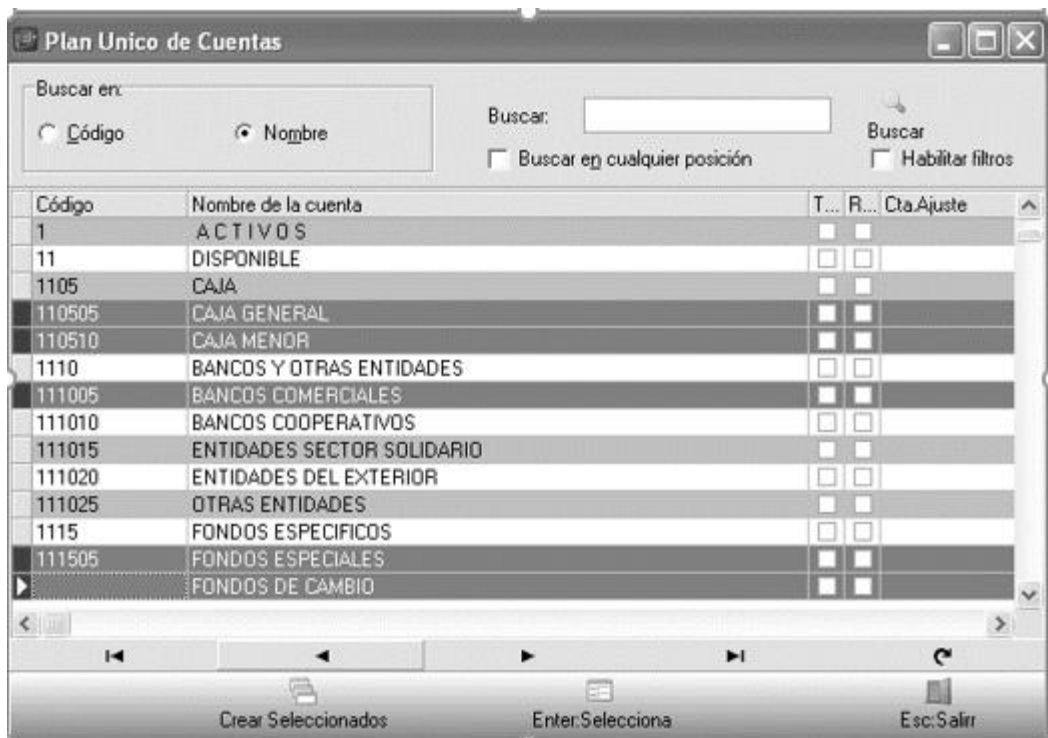 Plan Unico de Cuentas
Buscar en:
Código Nombre
Buscar:
Buscar
Buscar en cualquier posición Habilitar filtros
Código Nombre de la cuenta T... R... Cta.Ajuste
1 A C T I V O S
11 DISPONIBLE
1105 CAJA
110505 CAJA GENERAL
110510 CAJA MENOR
1110 BANCOS Y OTRAS ENTIDADES
111005 BANCOS COMERCIALES
111010 BANCOS COOPERATIVOS
111015 ENTIDADES SECTOR SOLIDARIO
111020 ENTIDADES DEL EXTERIOR
111025 OTRAS ENTIDADES
1115 FONDOS ESPECIFICOS
111505 FONDOS ESPECIALES
FONDOS DE CAMBIO
Crear Seleccionados Enter:Selecciona Esc:Salirr